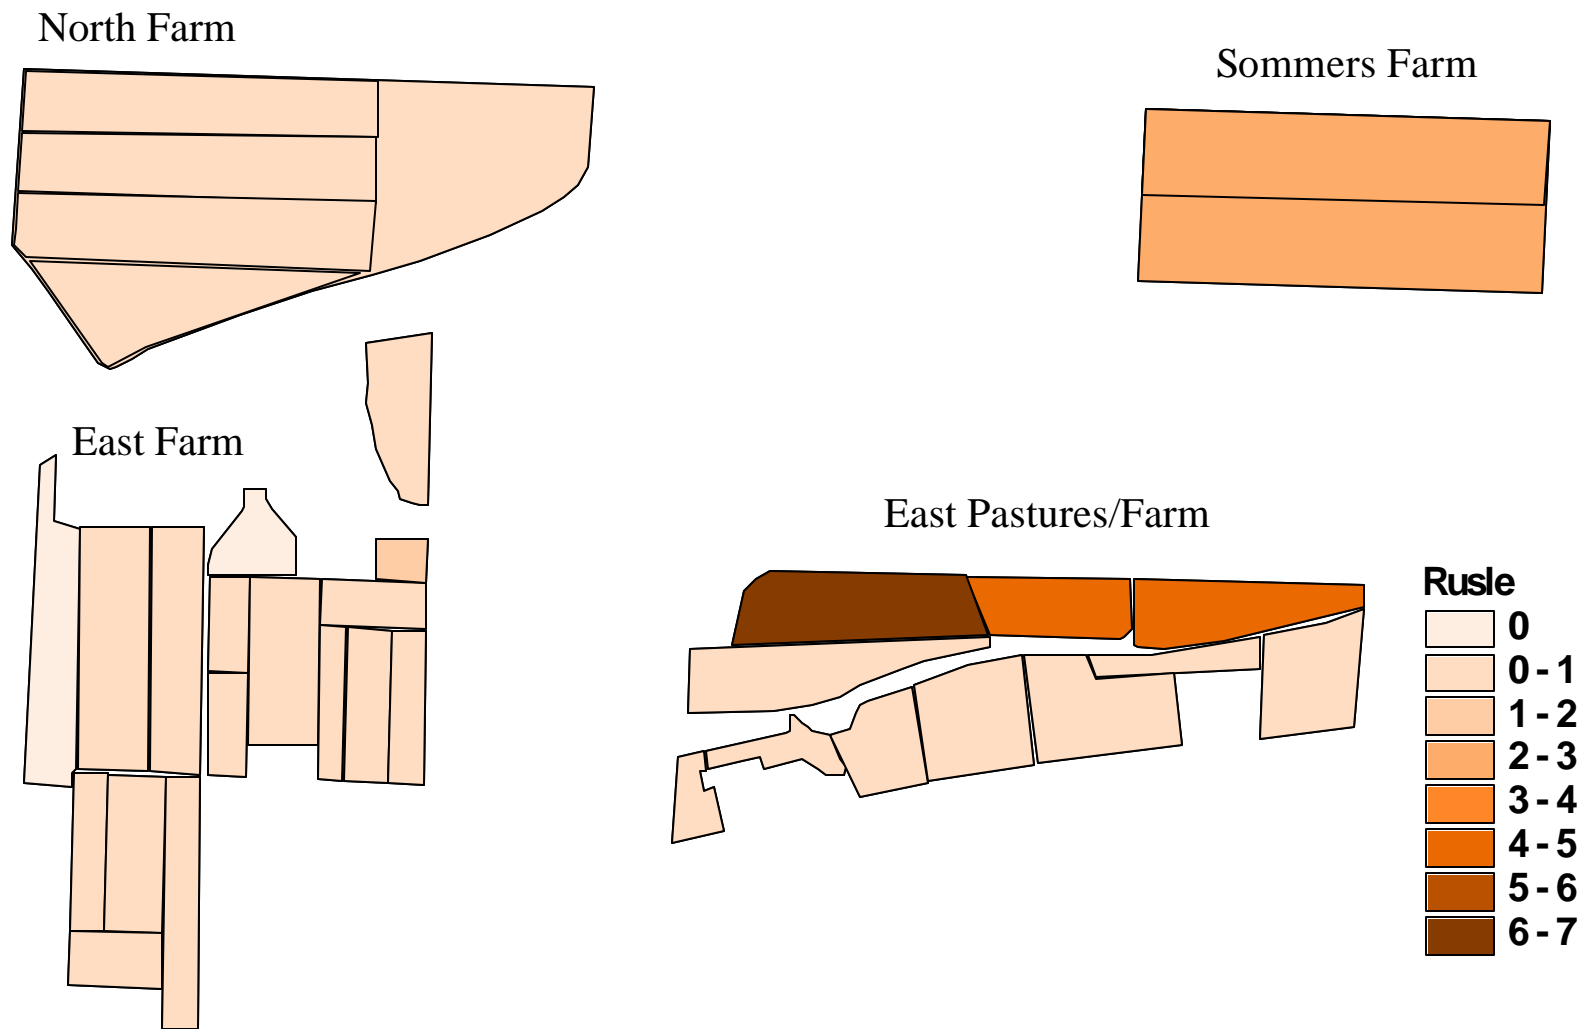 North Farm
Sommers Farm
East Farm
East Pastures/Farm
Rusle
0
0 - 1
1 - 2
2 - 3
3 - 4
4 - 5
5 - 6
6 - 7